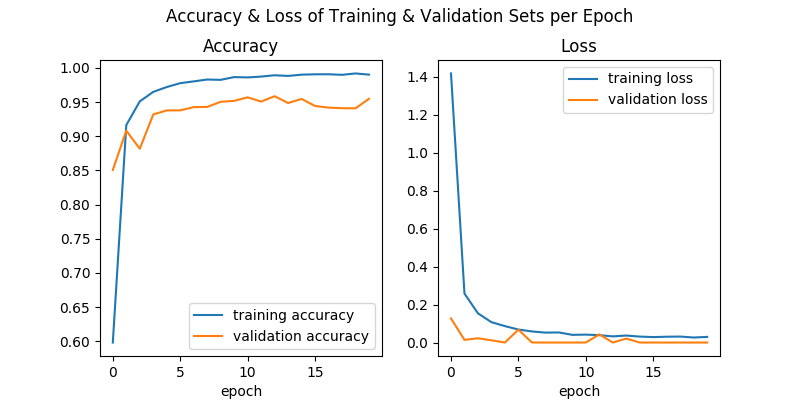 Accuracy & Loss of Training & Validation Sets per Epoch
Accuracy
1.00
0.95
0.90
0.85
0.80
0.75
0.70
0.65
0.60
training accuracy
validation accuracy
0 5 10 15
epoch
Loss
1.4
1.2
1.0
0.8
0.6
0.4
0.2
0.0
training loss
validation loss
0 5 10 15
epoch